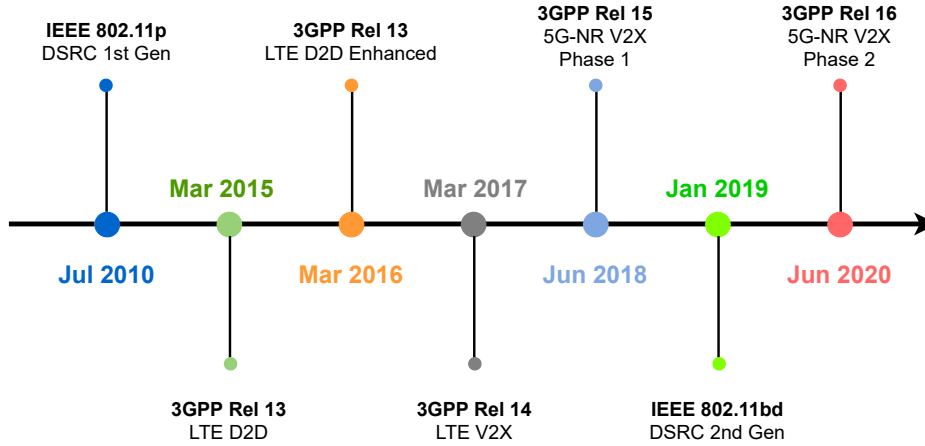 IEEE 802.11p
DSRC 1st Gen
3GPP Rel 13
LTE D2D Enhanced
3GPP Rel 15
5G-NR V2X
Phase 1
3GPP Rel 16
5G-NR V2X
Phase 2
Mar 2015
Mar 2017
Jan 2019
Jul 2010
Mar 2016
Jun 2018
Jun 2020
3GPP Rel 13
LTE D2D
3GPP Rel 14
LTE V2X
IEEE 802.11bd
DSRC 2nd Gen